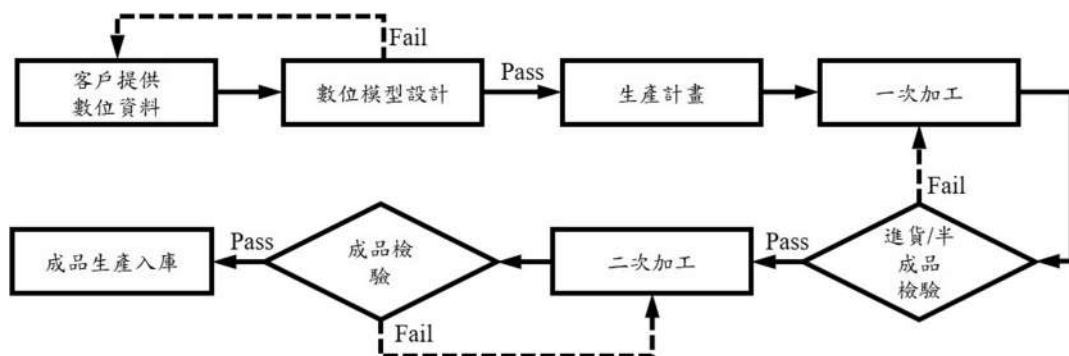 Fail
客戶提供
數位資料
數位模型設計
Pass
生產計畫
一次加工
Fail
成品生產入庫
Pass
成品檢
驗
二次加工
Pass
進貨/半
成品
檢驗
Fail